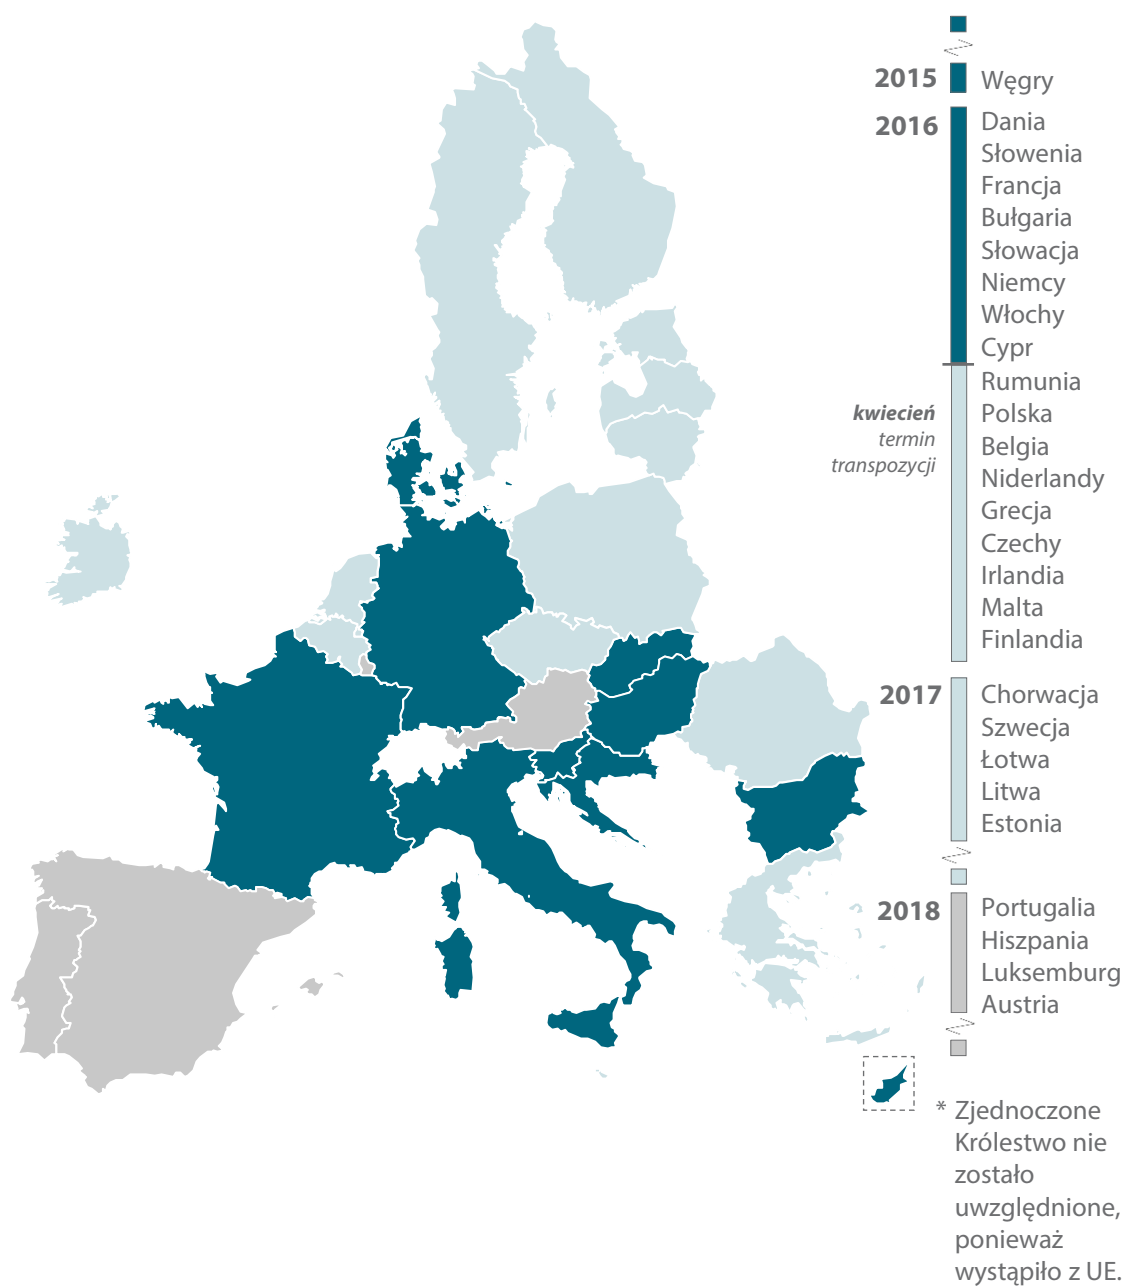 2015
Węgry
2016
Dania
Słowenia
Francja
Bułgaria
Słowacja
Niemcy
Włochy
Cypr
kwiecień
termin
transpozycji
Rumunia
Polska
Belgia
Niderlandy
Grecja
Czechy
Irlandia
Malta
Finlandia
2017
Chorwacja
Szwecja
Łotwa
Litwa
Estonia
2018
Portugalia
Hiszpania
Luksemburg
Austria
* Zjednoczone
Królestwo nie
zostało
uwzględnione,
ponieważ
wystąpiło z UE.